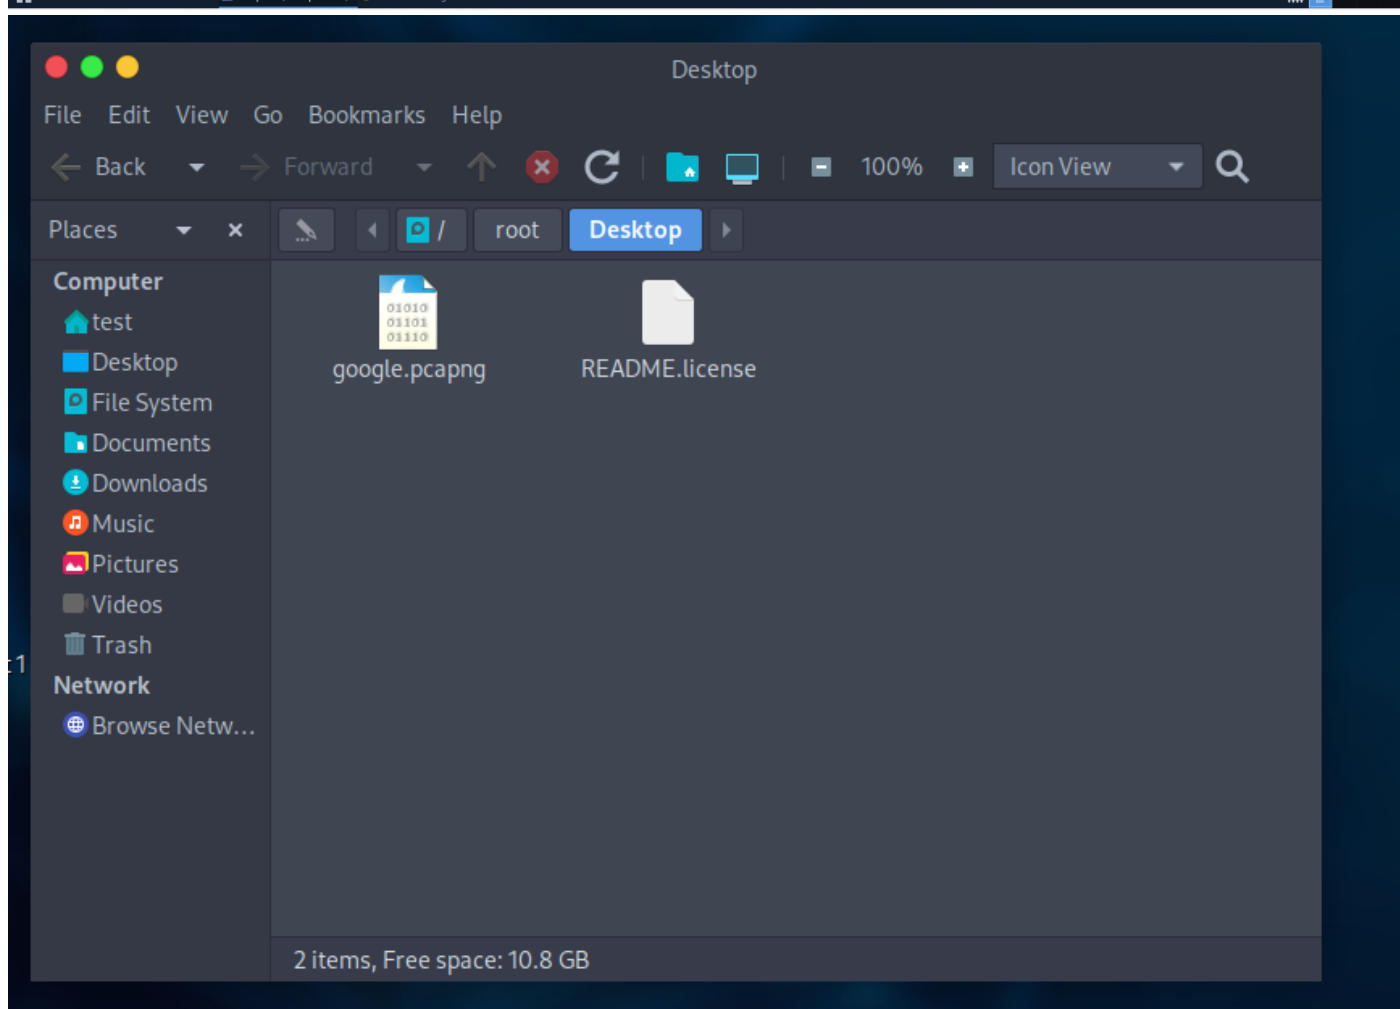 Desktop
File Edit View Go Bookmarks Help
Back Forward 100% Icon View
Places / root Desktop
Computer
test
Desktop
File System
Documents
Downloads
Music
Pictures
Videos
Trash
Network
Browse Netw...
01010
01101
01110
google.pcapng README.license
:1
2 items, Free space: 10.8 GB